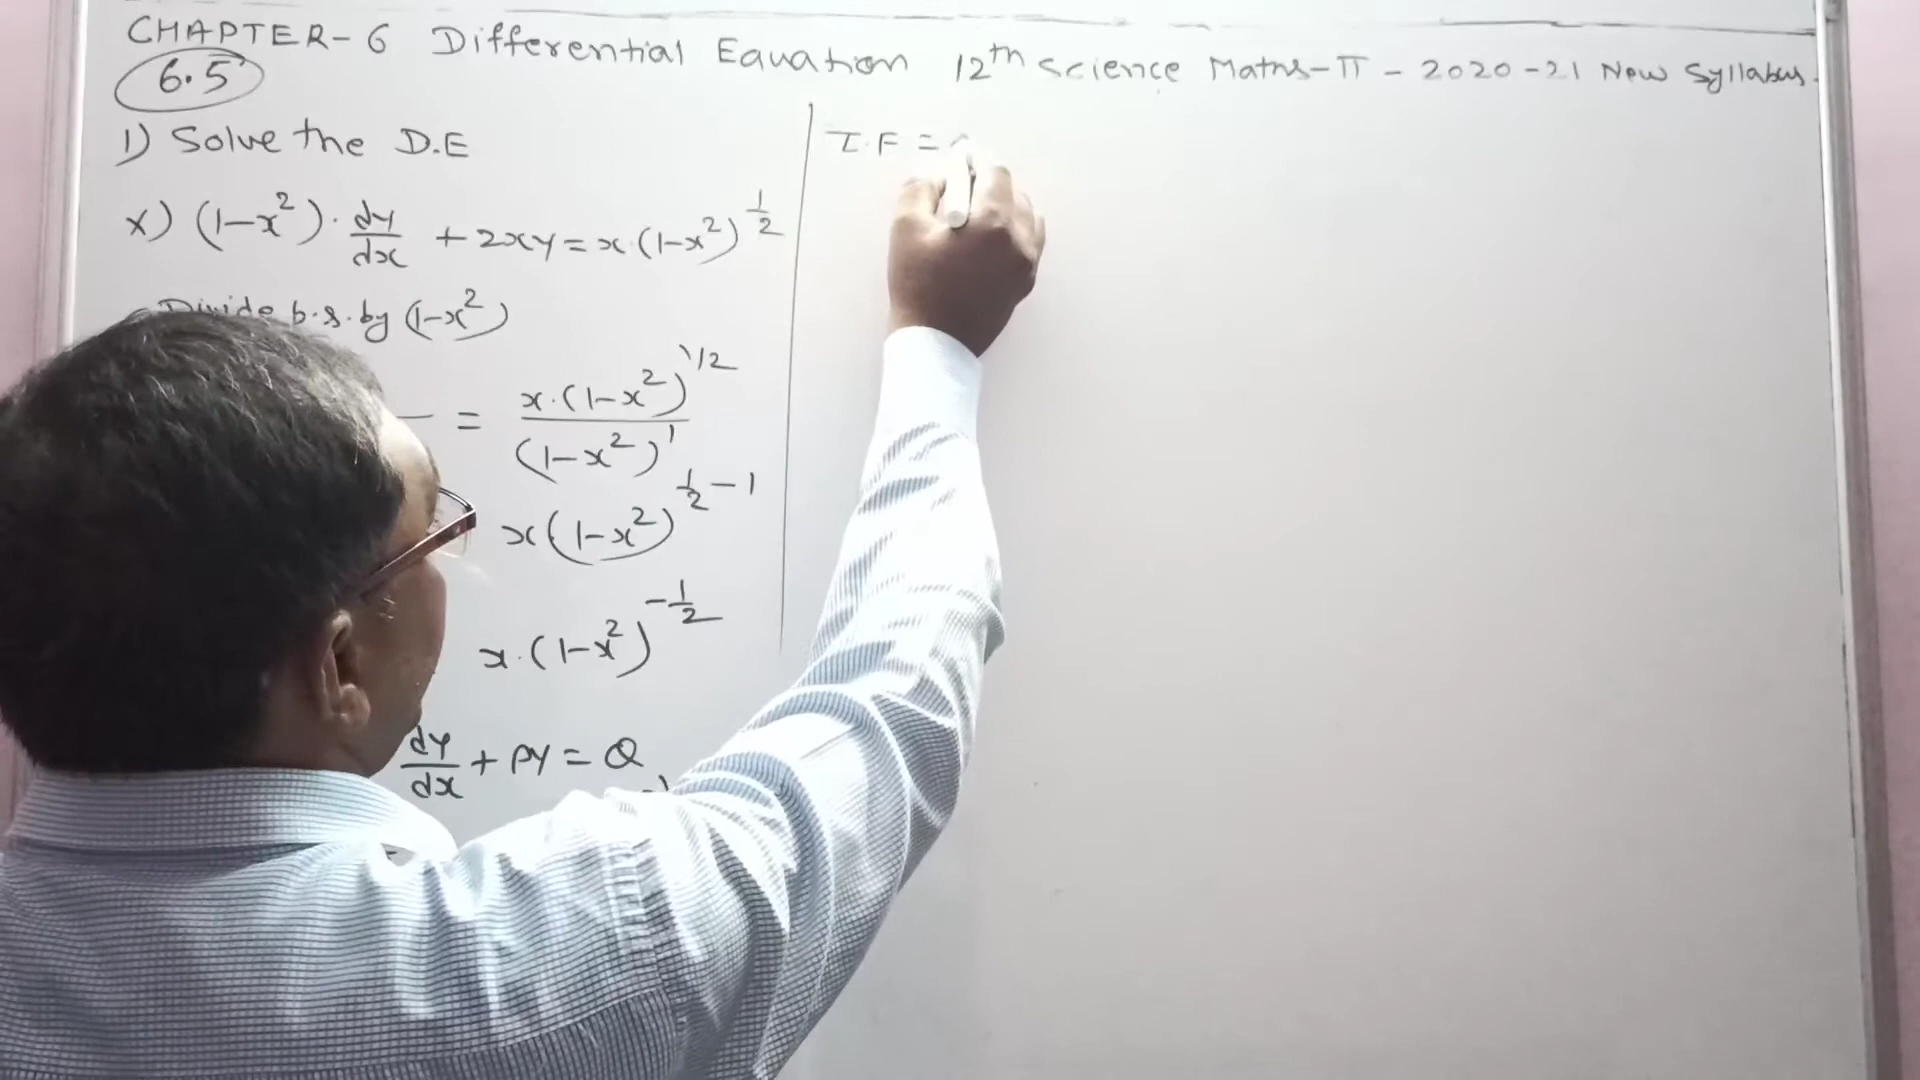 CHAPTER-6 Differential Equation 12th Science Maths-II - 2020-21 New Syllabus.
6.5
1) Solve the D.E
x) (1-x²)·dy/dx + 2xy = x·(1-x²)^1/2
Divide b.s. by (1-x²)
= x·(1-x²)^1/2 / (1-x²)^1
x(1-x²)^1/2-1
x·(1-x²)^-1/2
dy/dx + py = Q
I.F =